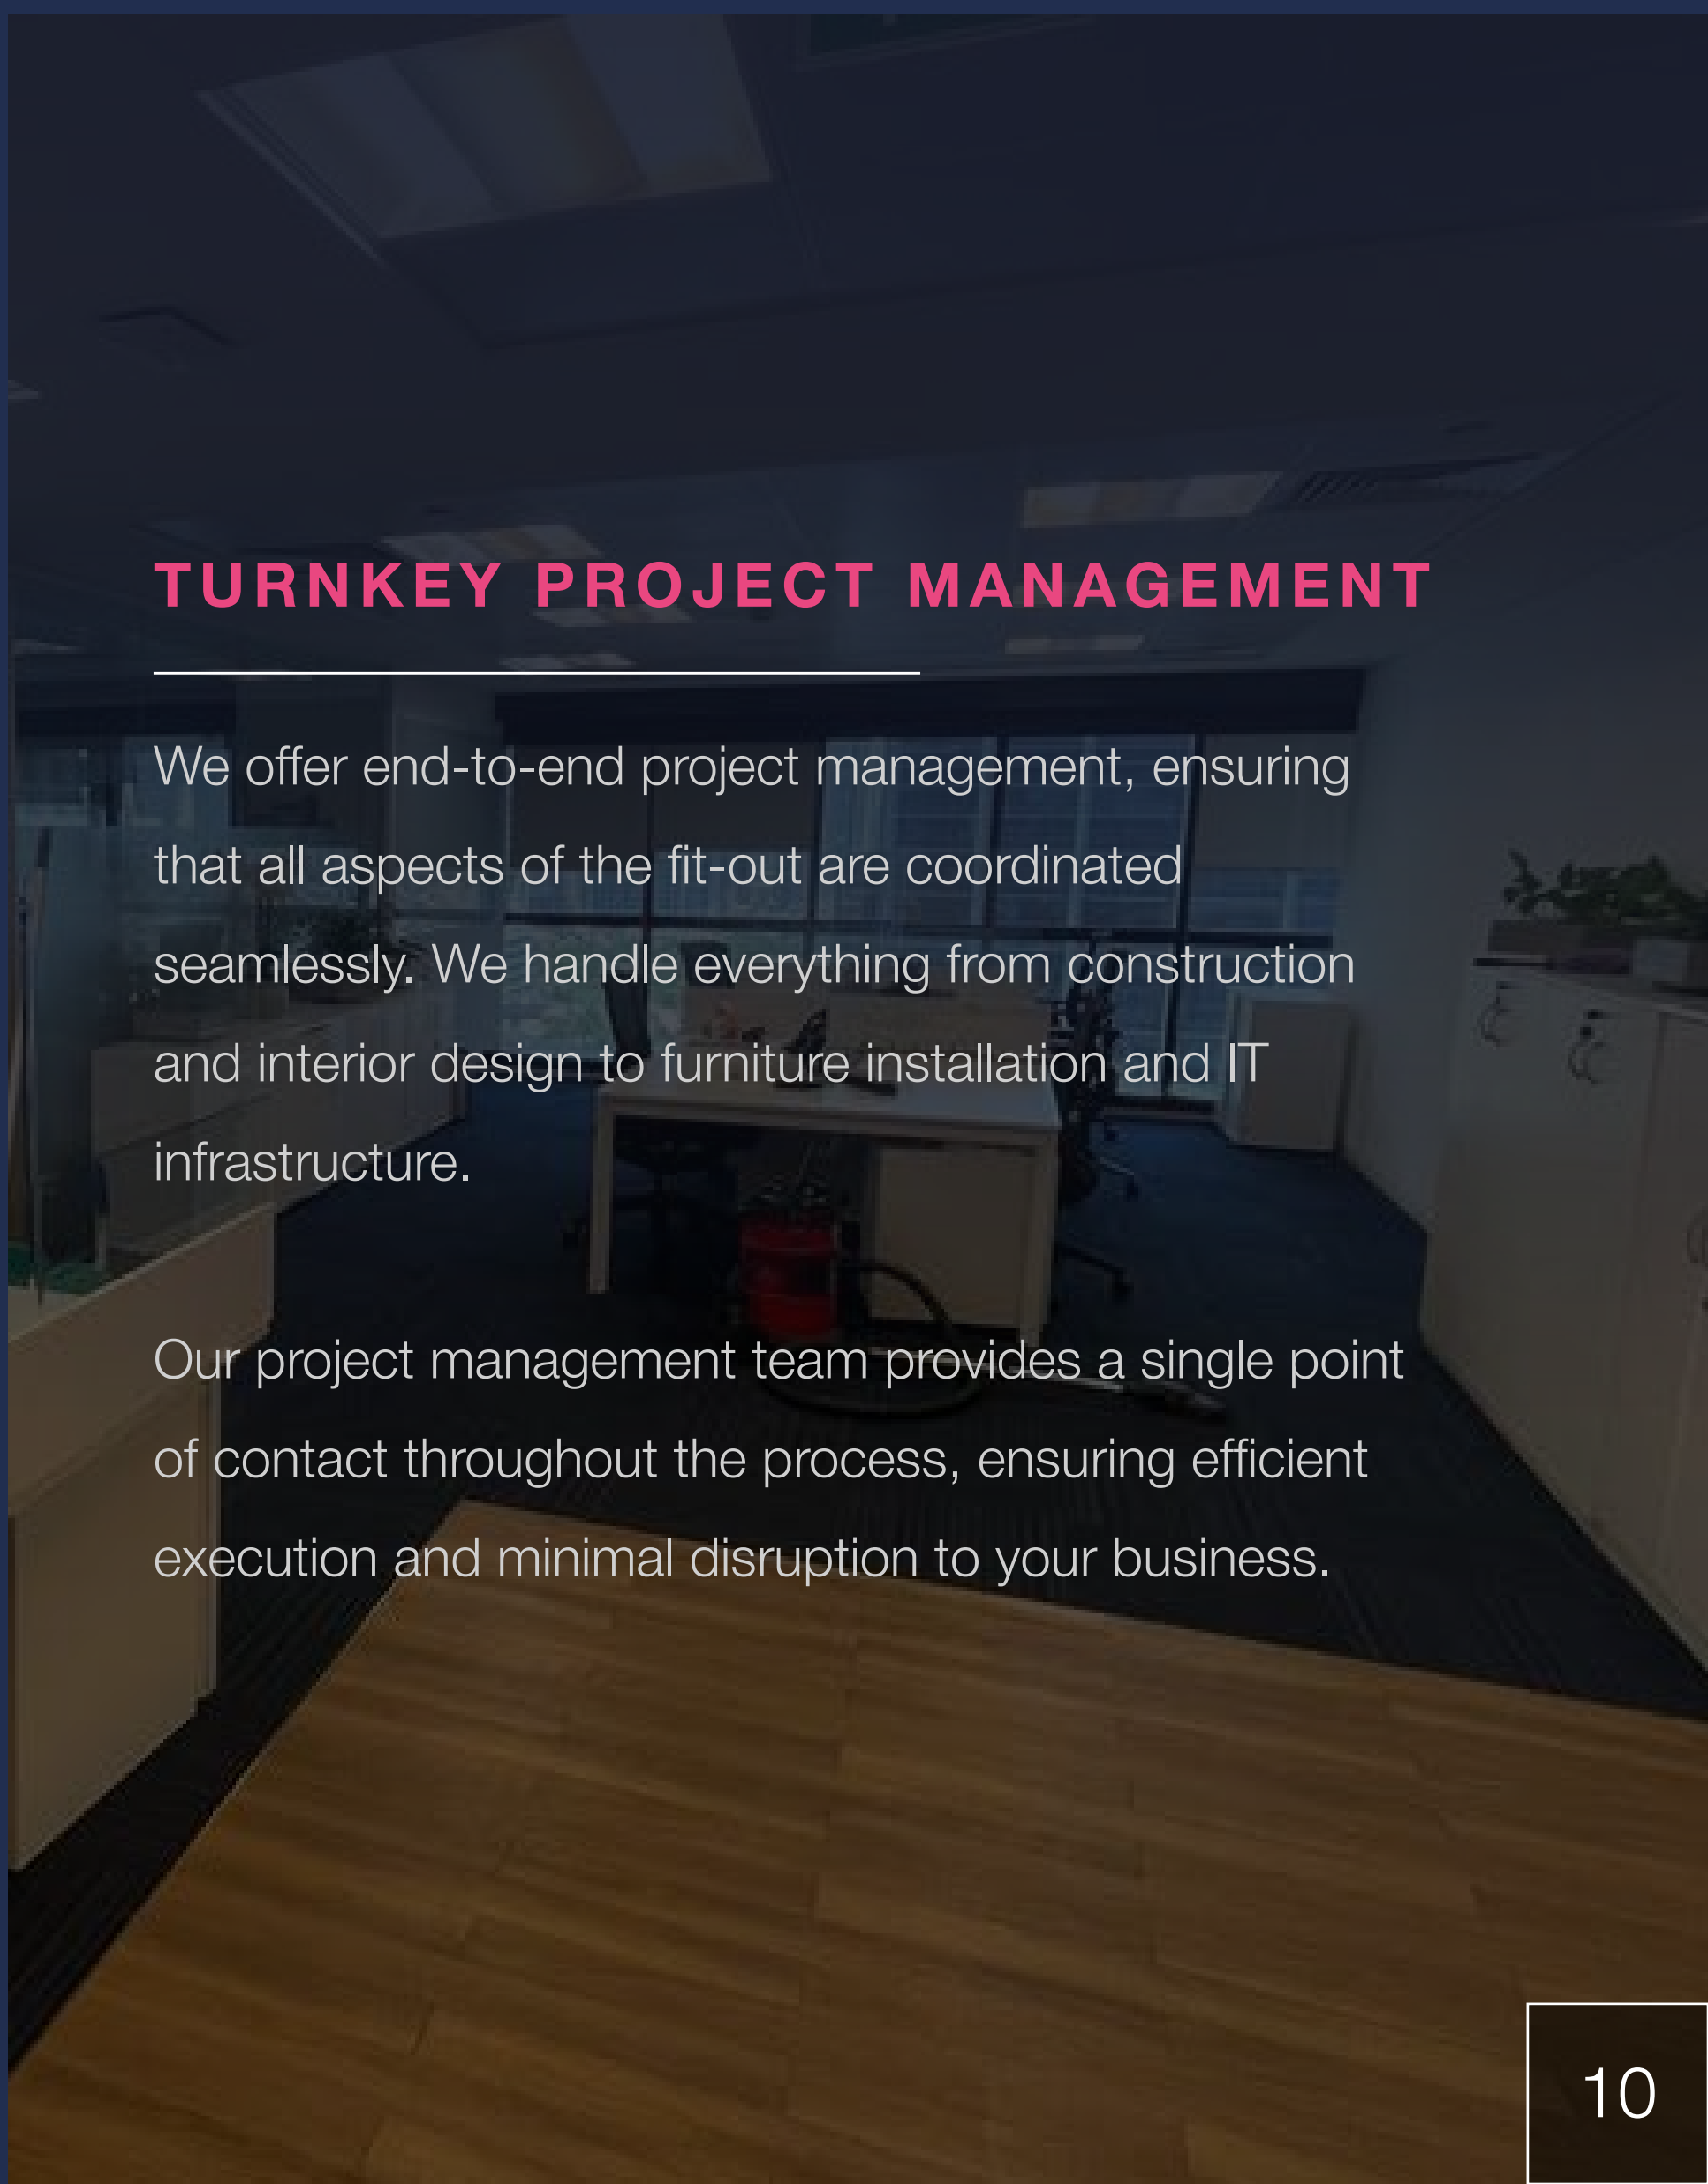 TURNKEY PROJECT MANAGEMENT
We offer end-to-end project management, ensuring
that all aspects of the fit-out are coordinated
seamlessly. We handle everything from construction
and interior design to furniture installation and IT
infrastructure.
Our project management team provides a single point
of contact throughout the process, ensuring efficient
execution and minimal disruption to your business.
10